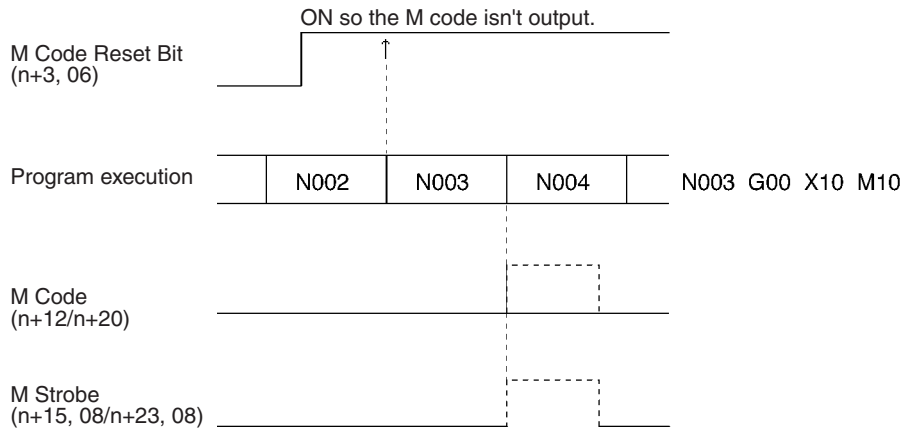 ON so the M code isn't output.
M Code Reset Bit
(n+3, 06)
Program execution
N002 N003 N004 N003 G00 X10 M10
M Code
(n+12/n+20)
M Strobe
(n+15, 08/n+23, 08)